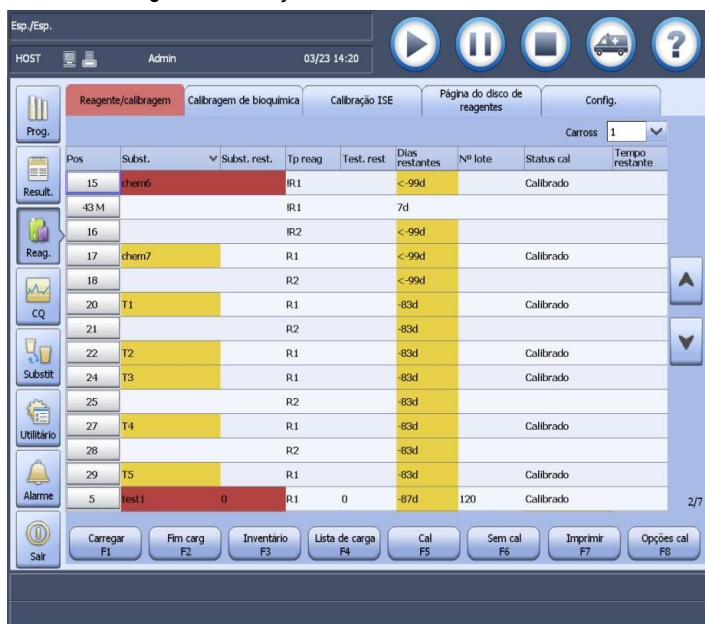 Esp./Esp.
HOST Admin 03/23 14:20
Prog.
Result.
Reag.
CQ
Substit
Utilitário
Alarme
Sair
Reagente/calibragem Calibragem de bioquímica Calibração ISE Página do disco de reagentes Config.
Carross 1
Pos Subst. Subst. rest. Tp reag Test. rest Dias restantes Nº lote Status cal Tempo restante
15 chem6 !R1 <-99d Calibrado
43 M !R1 7d
16 !R2 <-99d
17 chem7 R1 <-99d Calibrado
18 R2 <-99d
20 T1 R1 -83d Calibrado
21 R2 -83d
22 T2 R1 -83d Calibrado
24 T3 R1 -83d Calibrado
25 R2 -83d
27 T4 R1 -83d Calibrado
28 R2 -83d
29 T5 R1 -83d Calibrado
5 test1 0 R1 0 -87d 120 Calibrado
2/7
Carregar F1 Fim carg F2 Inventário F3 Lista de carga F4 Cal F5 Sem cal F6 Imprimir F7 Opções cal F8